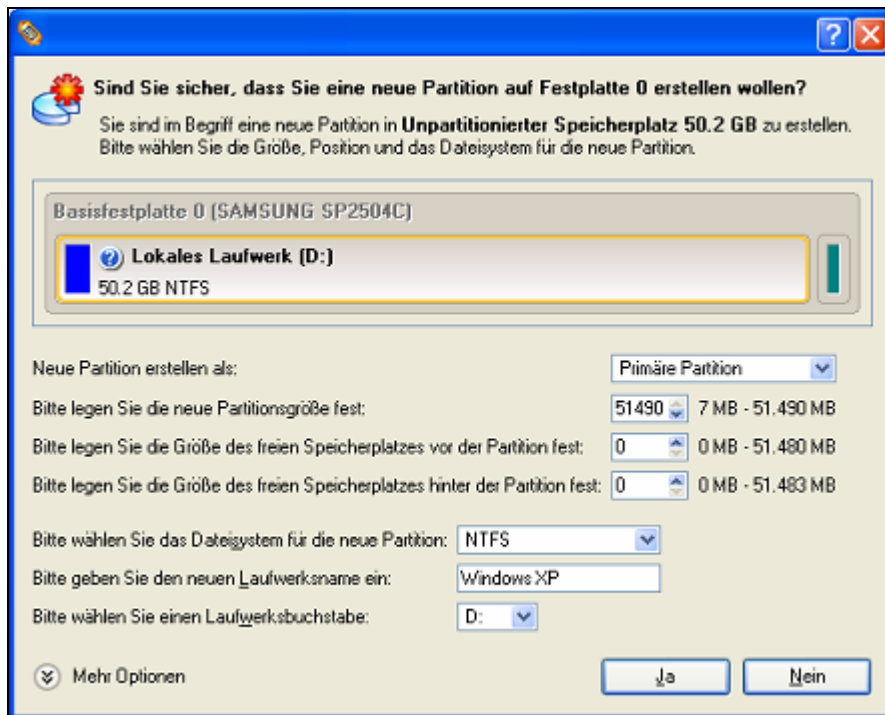 Sind Sie sicher, dass Sie eine neue Partition auf Festplatte 0 erstellen wollen?
Sie sind im Begriff eine neue Partition in Unpartitionierter Speicherplatz 50.2 GB zu erstellen.
Bitte wählen Sie die Größe, Position und das Dateisystem für die neue Partition.
Basisfestplatte 0 (SAMSUNG SP2504C)
Lokales Laufwerk (D:)
50.2 GB NTFS
Neue Partition erstellen als: Primäre Partition
Bitte legen Sie die neue Partitionsgröße fest: 51490 7 MB - 51.490 MB
Bitte legen Sie die Größe des freien Speicherplatzes vor der Partition fest: 0 0 MB - 51.480 MB
Bitte legen Sie die Größe des freien Speicherplatzes hinter der Partition fest: 0 0 MB - 51.483 MB
Bitte wählen Sie das Dateisystem für die neue Partition: NTFS
Bitte geben Sie den neuen Laufwerksname ein: Windows XP
Bitte wählen Sie einen Laufwerksbuchstabe: D:
Mehr Optionen Ja Nein